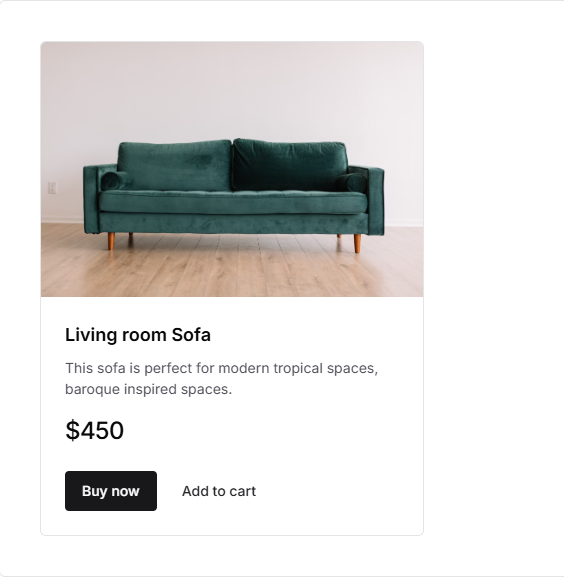 Living room Sofa
This sofa is perfect for modern tropical spaces,
baroque inspired spaces.
$450
Buy now
Add to cart